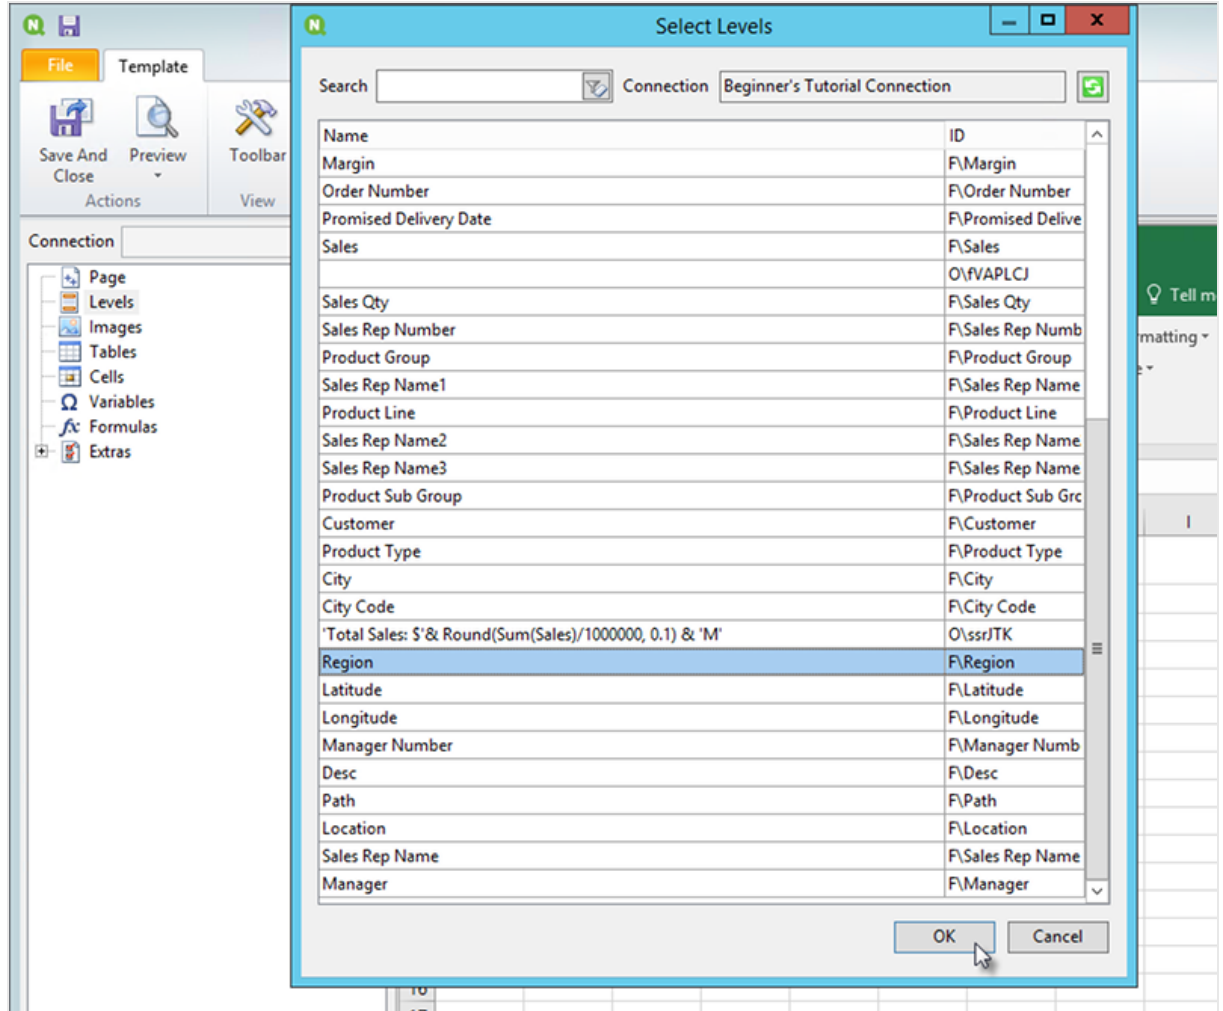 Select Levels
File
Template
Search
Connection
Beginner's Tutorial Connection
Save And Close
Preview
Toolbar
Actions
View
Connection
Page
Levels
Images
Tables
Cells
Variables
Formulas
Extras
Name ID
Margin F\Margin
Order Number F\Order Number
Promised Delivery Date F\Promised Delive
Sales F\Sales
O\fVAPLCJ
Sales Qty F\Sales Qty
Sales Rep Number F\Sales Rep Numb
Product Group F\Product Group
Sales Rep Name1 F\Sales Rep Name
Product Line F\Product Line
Sales Rep Name2 F\Sales Rep Name
Sales Rep Name3 F\Sales Rep Name
Product Sub Group F\Product Sub Grc
Customer F\Customer
Product Type F\Product Type
City F\City
City Code F\City Code
'Total Sales: $'& Round(Sum(Sales)/1000000, 0.1) & 'M' O\ssrJTK
Region F\Region
Latitude F\Latitude
Longitude F\Longitude
Manager Number F\Manager Numb
Desc F\Desc
Path F\Path
Location F\Location
Sales Rep Name F\Sales Rep Name
Manager F\Manager
OK
Cancel
Tell m
matting
I
16